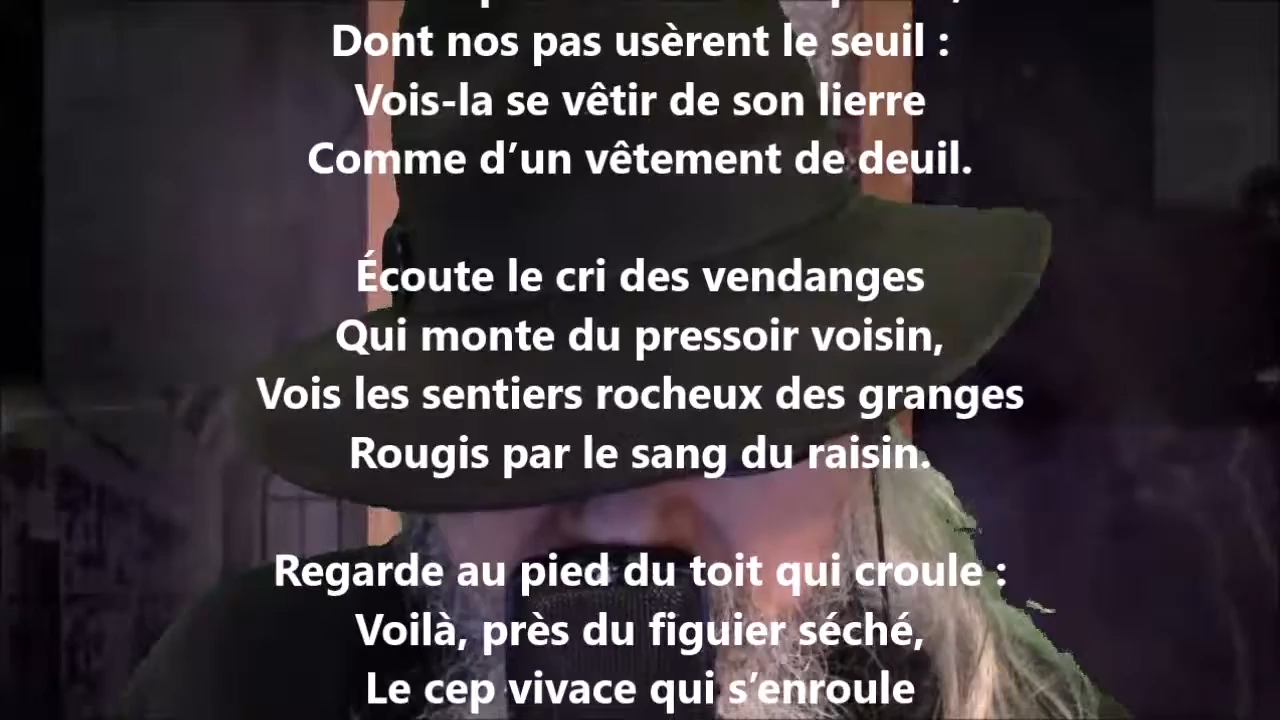 Dont nos pas usèrent le seuil :
Vois-la se vêtir de son lierre
Comme d’un vêtement de deuil.
Écoute le cri des vendanges
Qui monte du pressoir voisin,
Vois les sentiers rocheux des granges
Rougis par le sang du raisin.
Regarde au pied du toit qui croule :
Voilà, près du figuier séché,
Le cep vivace qui s’enroule